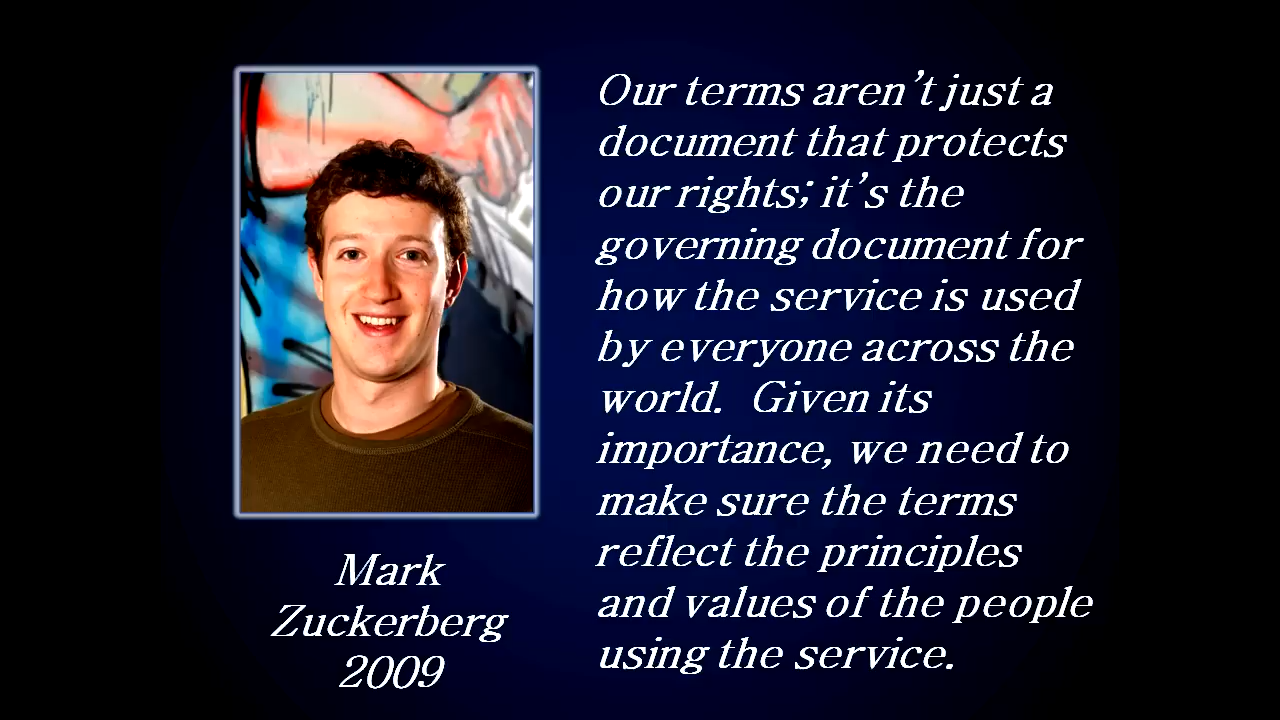 Our terms aren’t just a
document that protects
our rights; it’s the
governing document for
how the service is used
by everyone across the
world.  Given its
importance, we need to
make sure the terms
reflect the principles
and values of the people
using the service.
Mark
Zuckerberg
2009